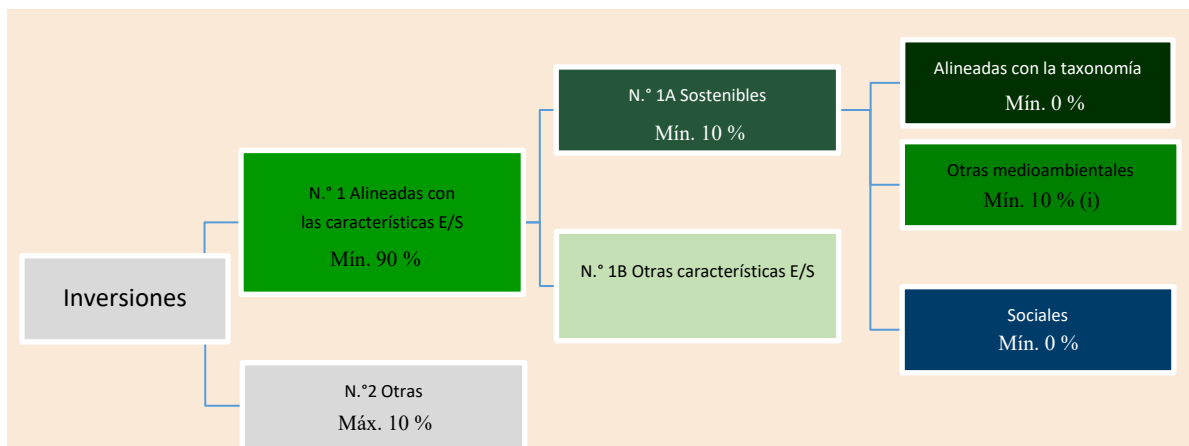 Inversiones
N.° 1 Alineadas con
las características E/S
Mín. 90 %
N.°2 Otras
Máx. 10 %
N.° 1A Sostenibles
Mín. 10 %
N.° 1B Otras características E/S
Alineadas con la taxonomía
Mín. 0 %
Otras medioambientales
Mín. 10 % (i)
Sociales
Mín. 0 %